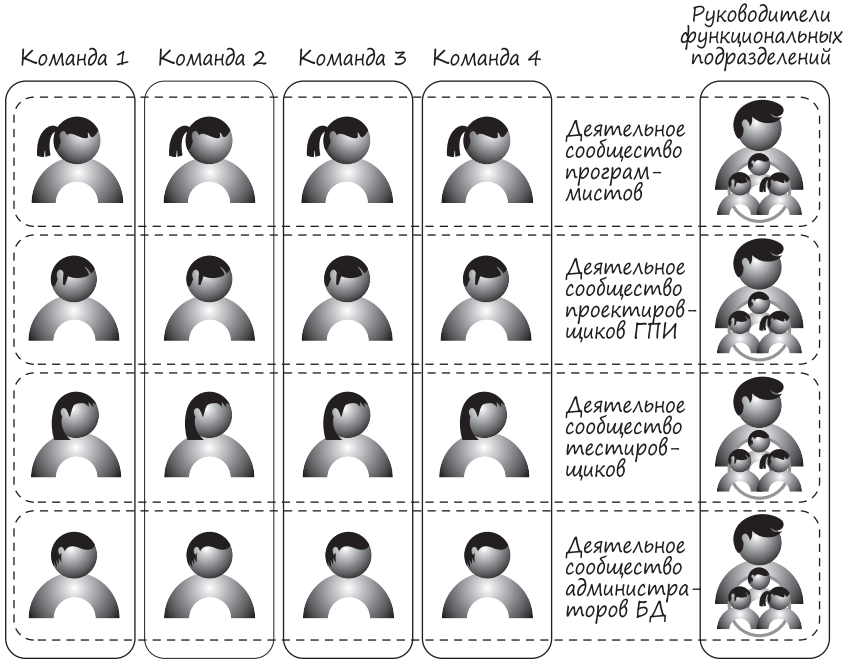 Руководители
функциональных
подразделений
Команда 1
Команда 2
Команда 3
Команда 4
Деятельное
сообщество
програм-
мистов
Деятельное
сообщество
проектиров-
щиков ГПИ
Деятельное
сообщество
тестиров-
щиков
Деятельное
сообщество
администра-
торов БД